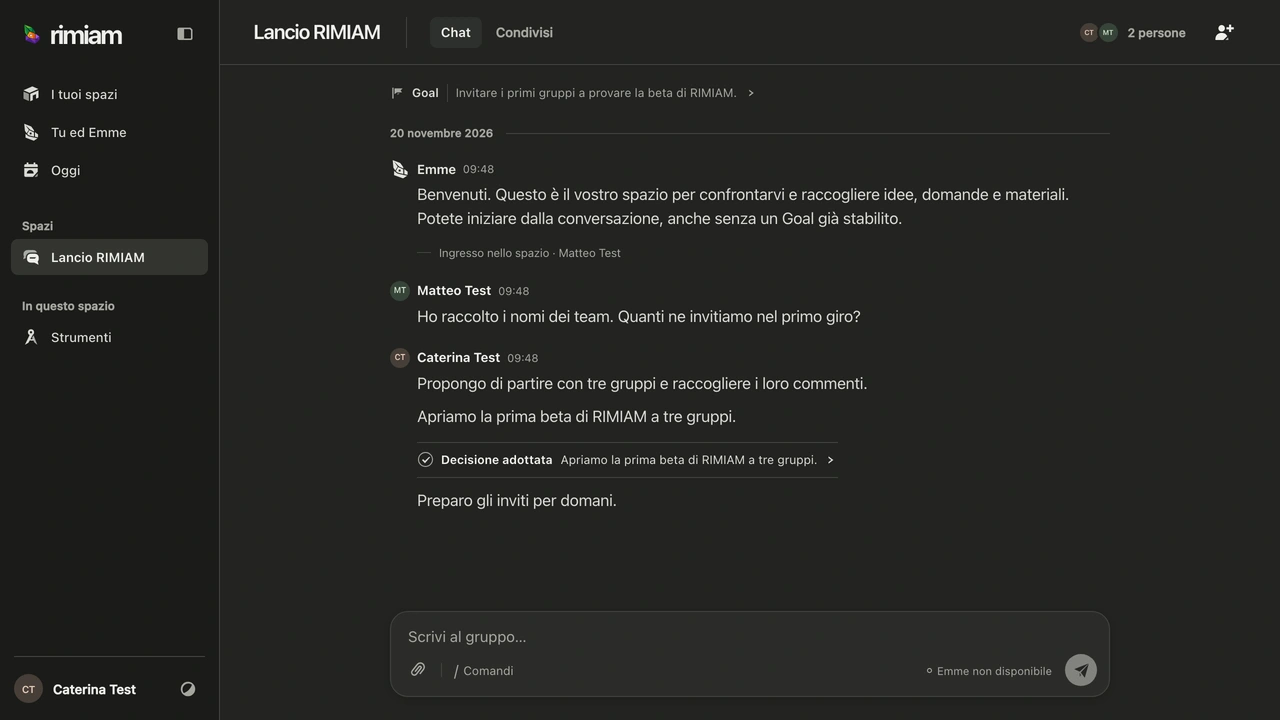 rimiam
I tuoi spazi
Tu ed Emme
Oggi
Spazi
Lancio RIMIAM
In questo spazio
Strumenti
CT Caterina Test
Lancio RIMIAM Chat Condivisi CT MT 2 persone
Goal Invitare i primi gruppi a provare la beta di RIMIAM.
20 novembre 2026
Emme 09:48
Benvenuti. Questo è il vostro spazio per confrontarvi e raccogliere idee, domande e materiali.
Potete iniziare dalla conversazione, anche senza un Goal già stabilito.
Ingresso nello spazio · Matteo Test
MT Matteo Test 09:48
Ho raccolto i nomi dei team. Quanti ne invitiamo nel primo giro?
CT Caterina Test 09:48
Propongo di partire con tre gruppi e raccogliere i loro commenti.
Apriamo la prima beta di RIMIAM a tre gruppi.
Decisione adottata Apriamo la prima beta di RIMIAM a tre gruppi.
Preparo gli inviti per domani.
Scrivi al gruppo...
/ Comandi Emme non disponibile